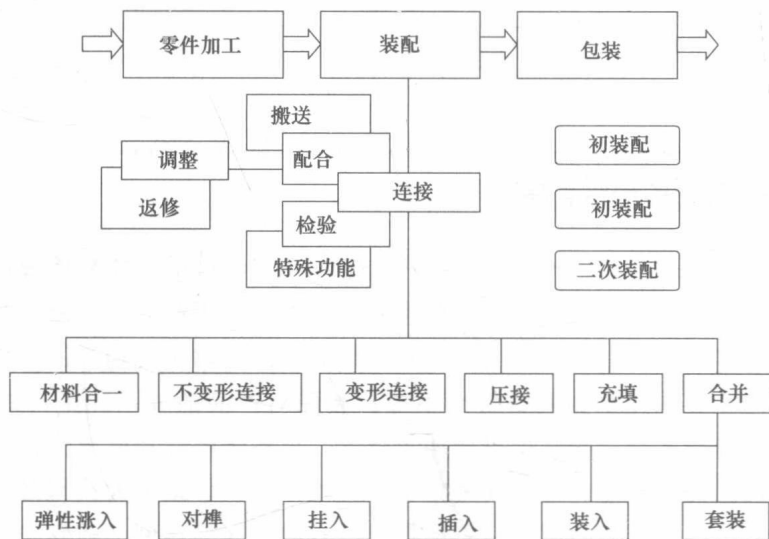 零件加工
装配
包装
搬送
初装配
调整
配合
连接
返修
初装配
检验
特殊功能
二次装配
材料合一
不变形连接
变形连接
压接
充填
合并
弹性涨入
对榫
挂入
插入
装入
套装